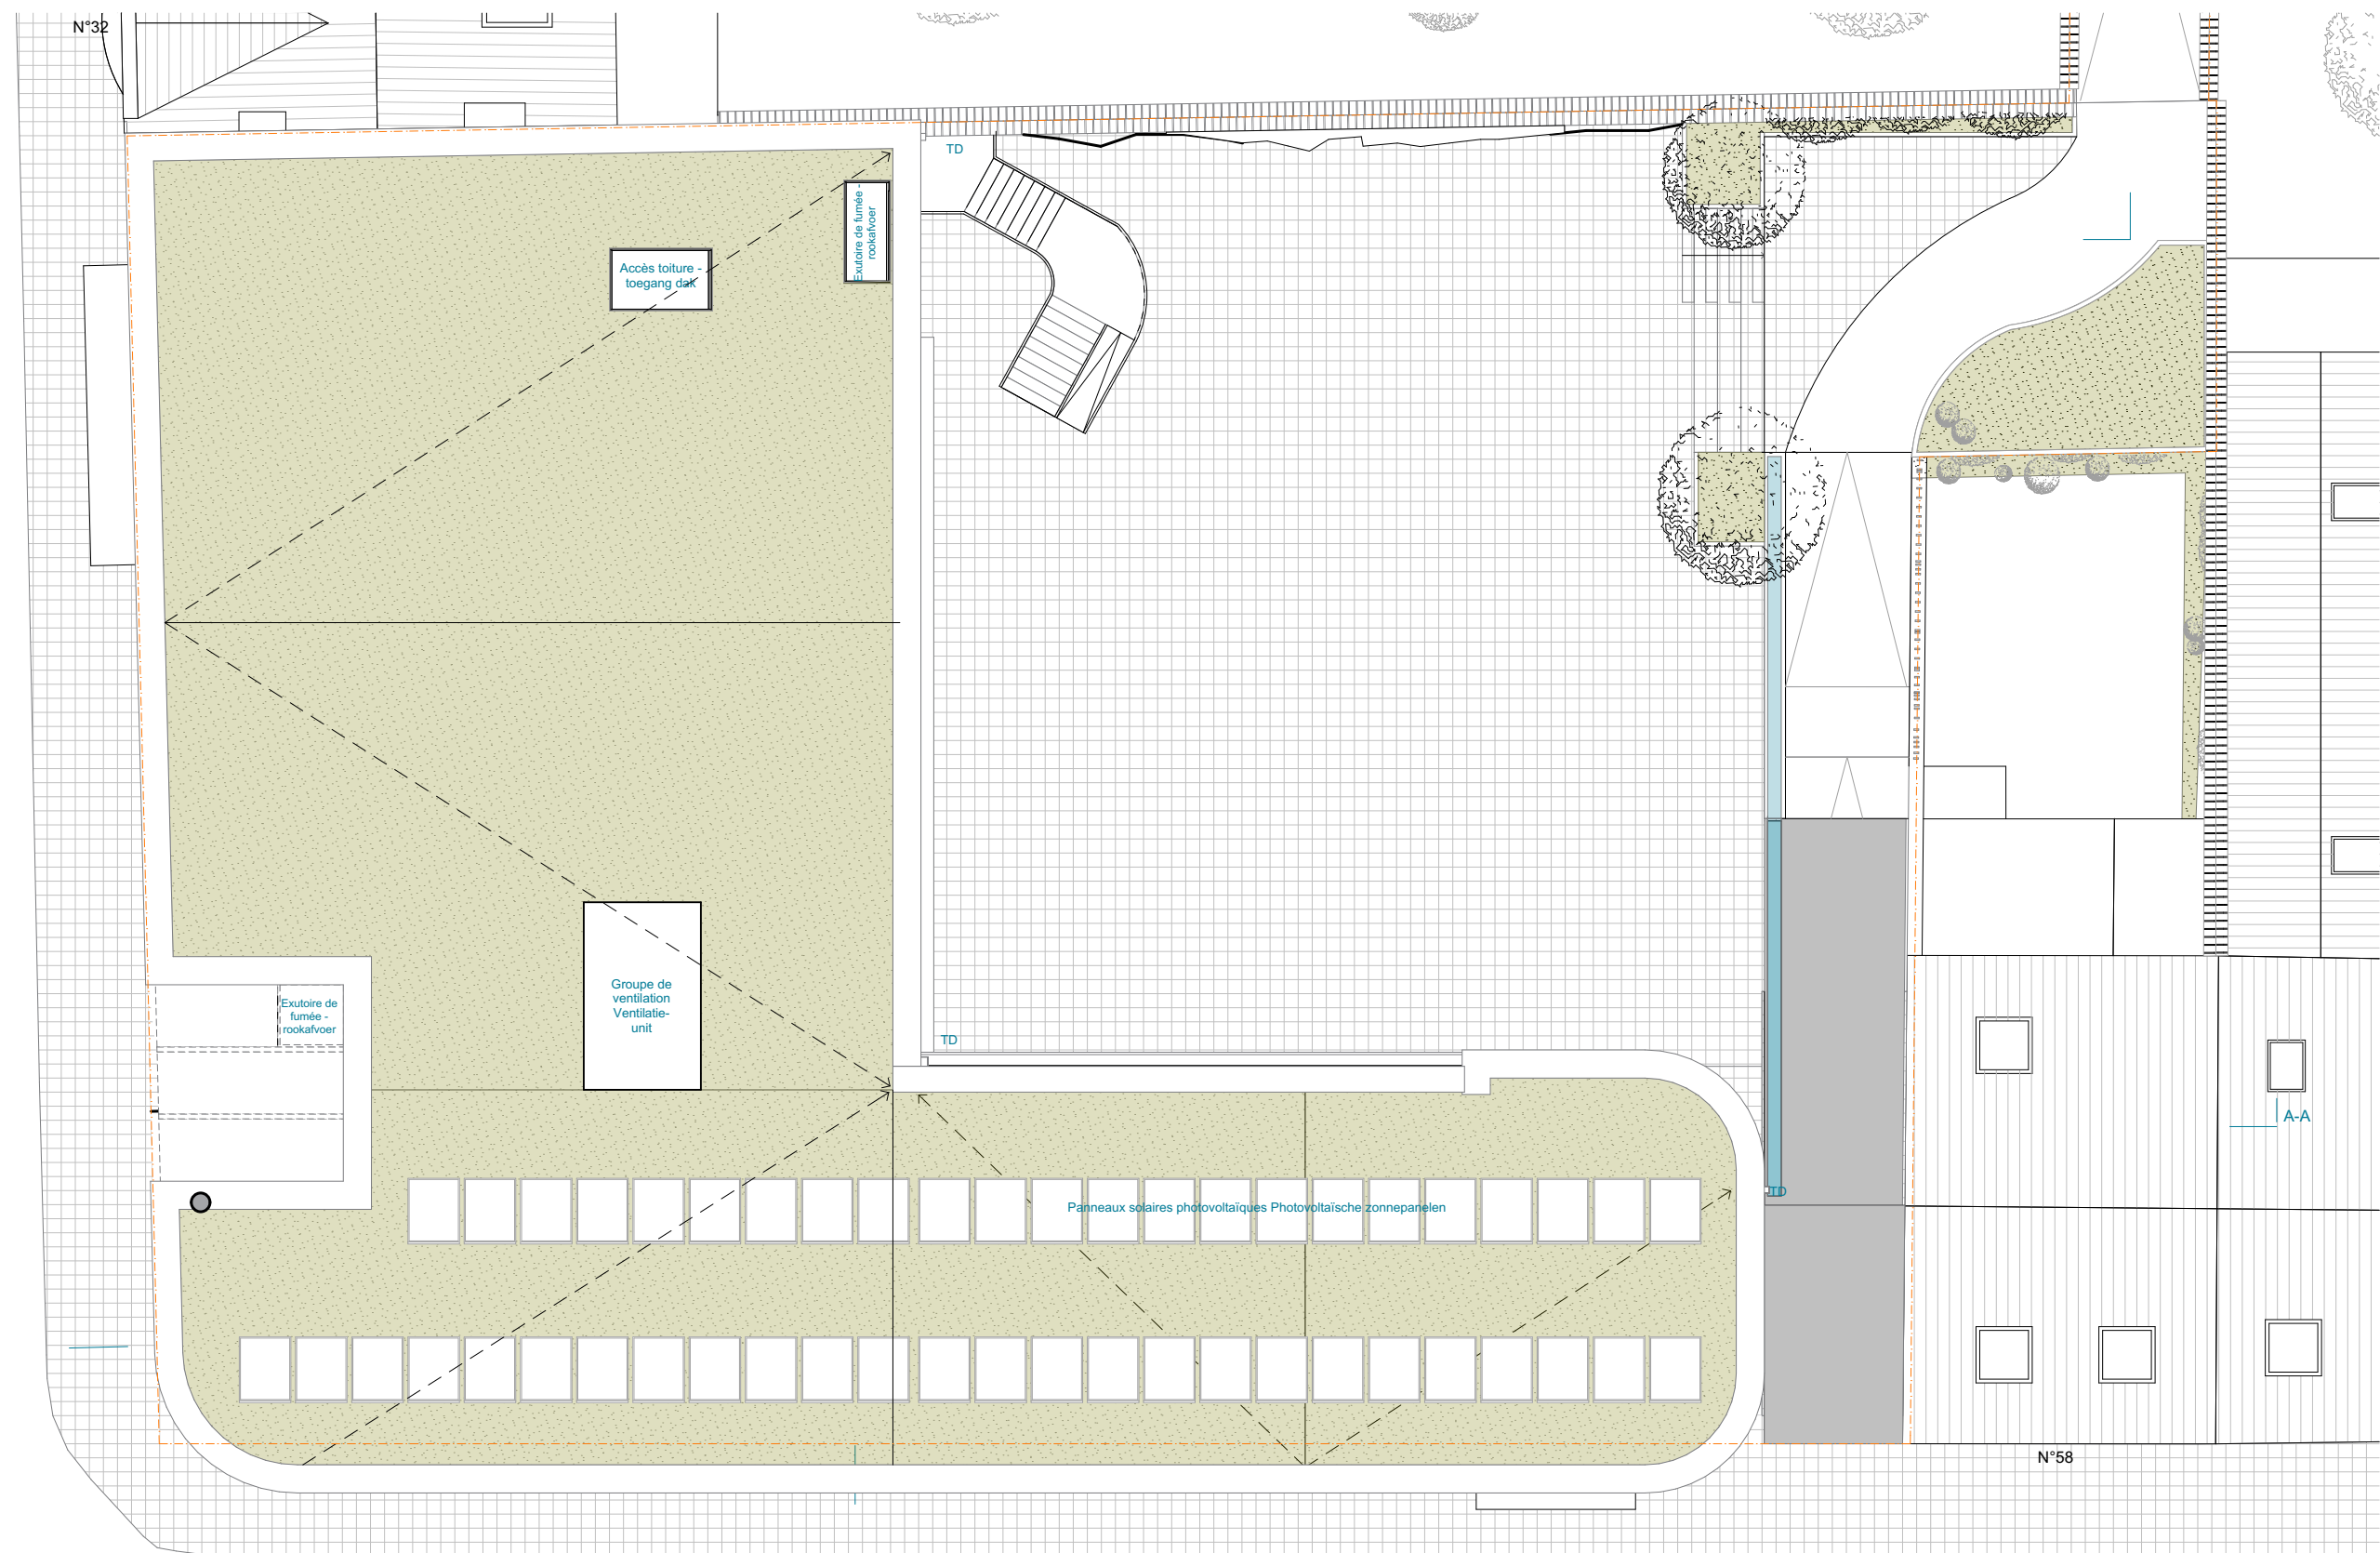 N°32
TD
Exutoire de fumée -
rookafvoer
Accès toiture -
toegang dak
Groupe de
ventilation
Ventilatie-
unit
Exutoire de
fumée -
rookafvoer
TD
A-A
TD
Panneaux solaires photovoltaïques Photovoltaïsche zonnepanelen
N°58